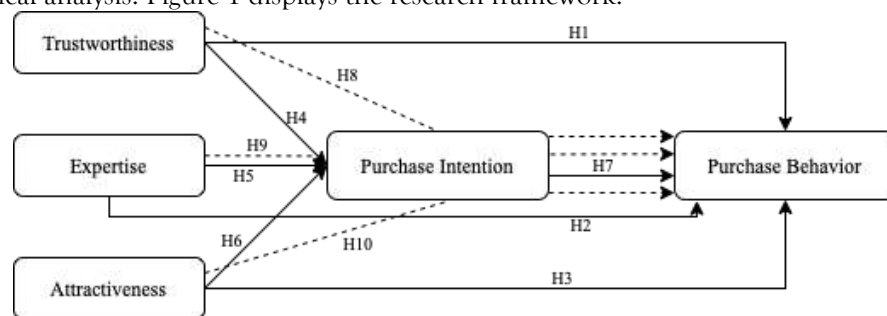 ical analysis. Figure 1 displays the research framework.
Trustworthiness
H1
H8
H4
Expertise
H9
H5
Purchase Intention
H7
Purchase Behavior
H2
H6
H10
Attractiveness
H3